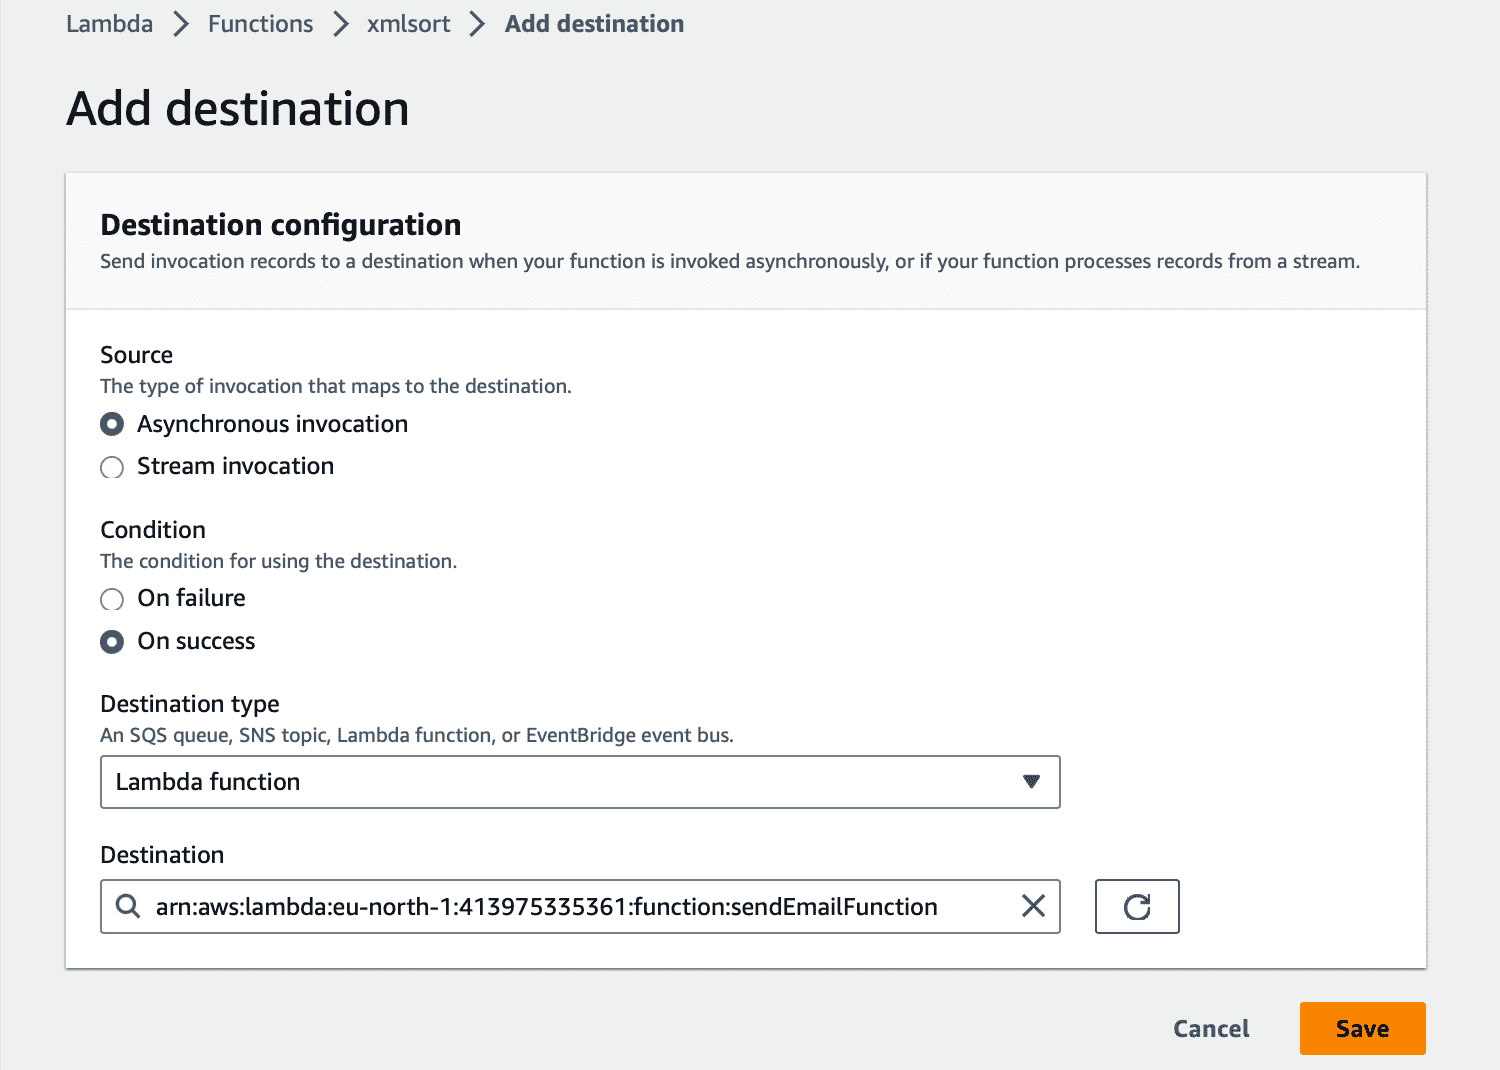 Lambda > Functions > xmlsort > Add destination
Add destination
Destination configuration
Send invocation records to a destination when your function is invoked asynchronously, or if your function processes records from a stream.
Source
The type of invocation that maps to the destination.
Asynchronous invocation
Stream invocation
Condition
The condition for using the destination.
On failure
On success
Destination type
An SQS queue, SNS topic, Lambda function, or EventBridge event bus.
Lambda function
Destination
arn:aws:lambda:eu-north-1:413975335361:function:sendEmailFunction
Cancel Save